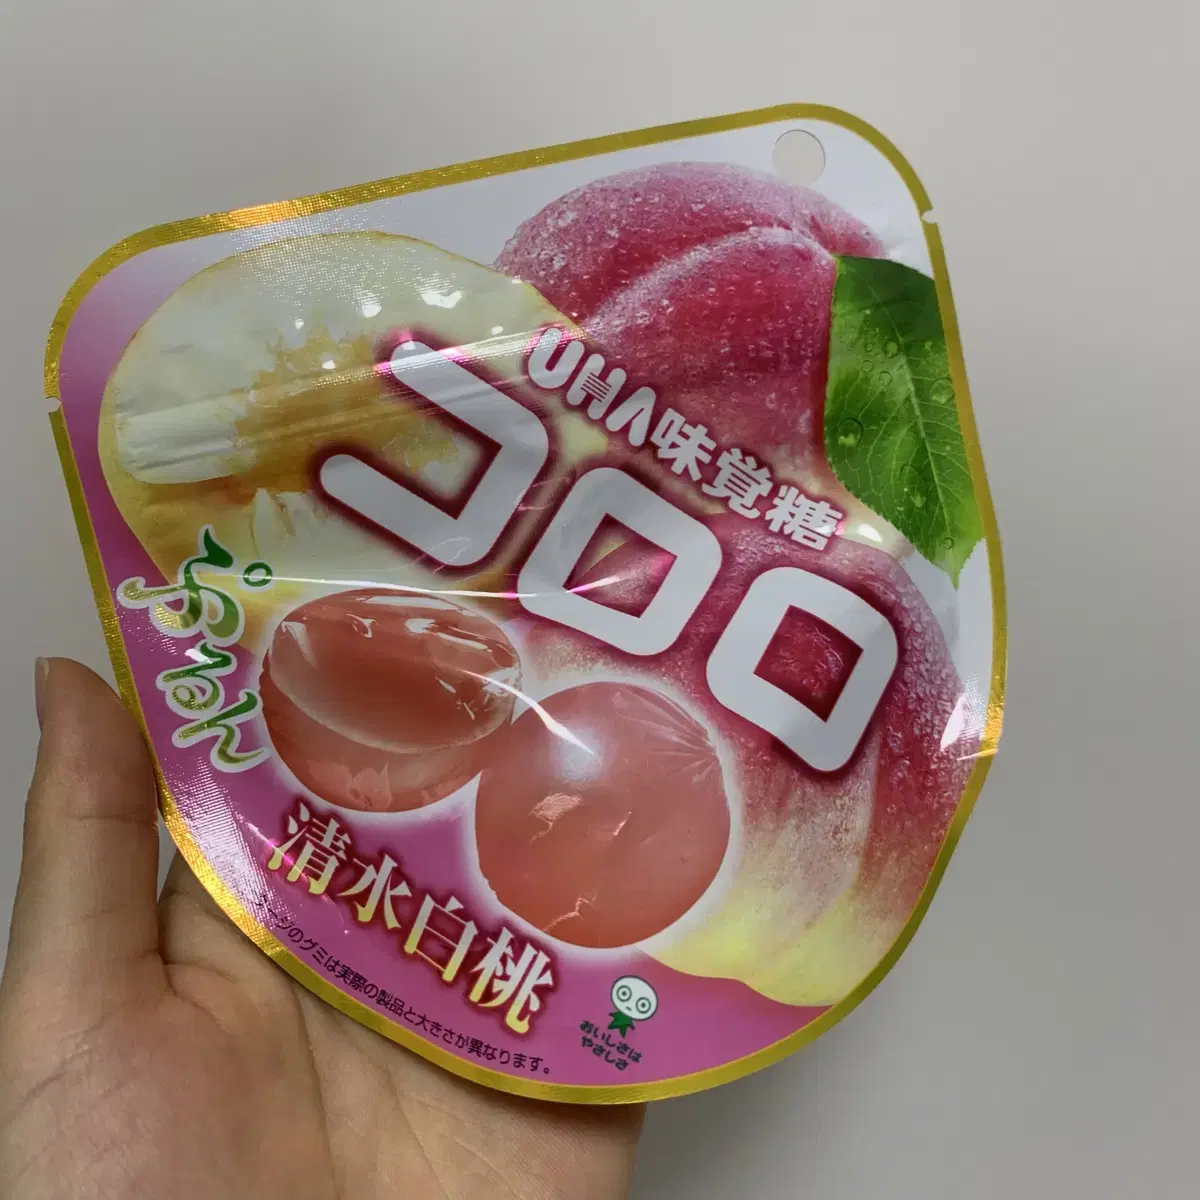 UHA味覚糖
コロロ
ぷるん
清水白桃
ージのグミは実際の製品と大きさが異なります。
おいしさは
やさしさ